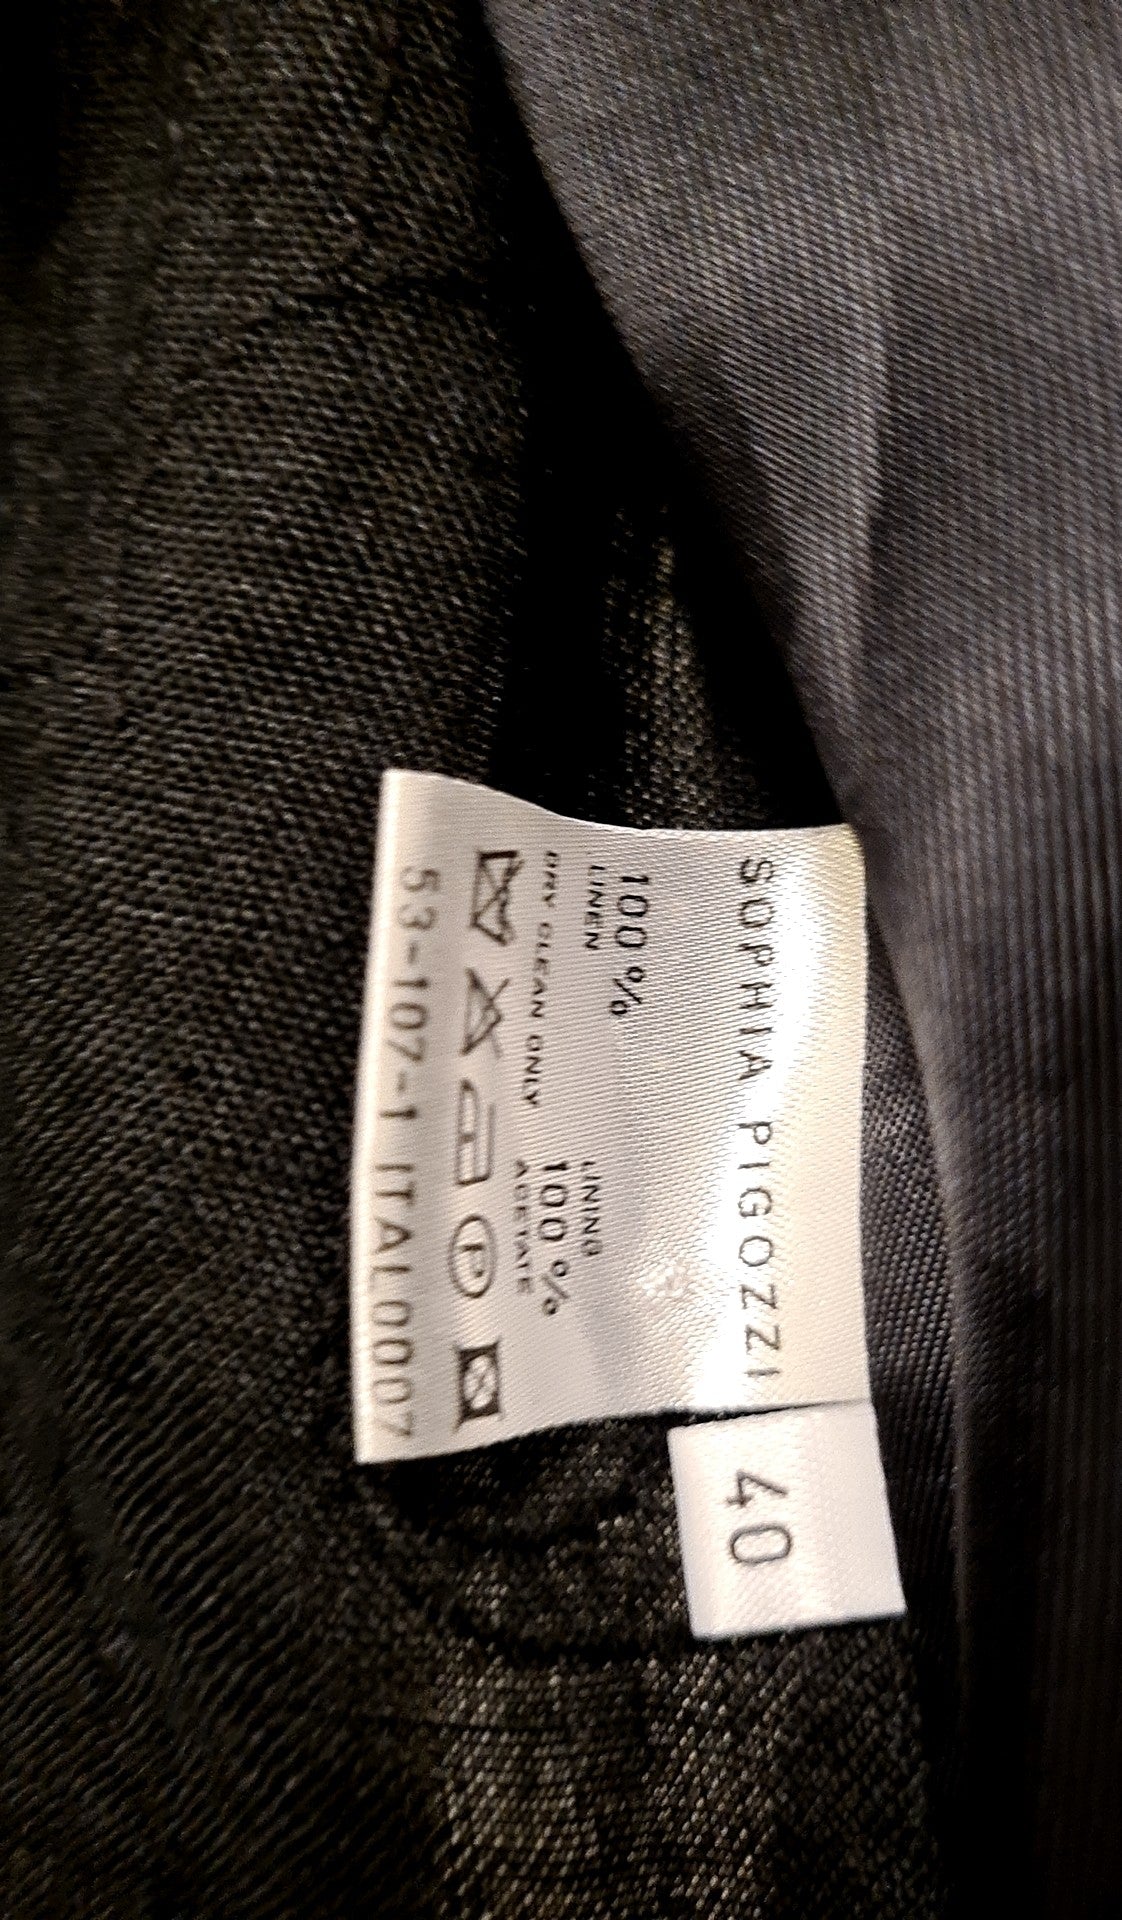 SOPHIA PIGOZZI
40
100%
LINEN
LINING
100%
ACETATE
DRY CLEAN ONLY
P
53-107-1 ITAL0007